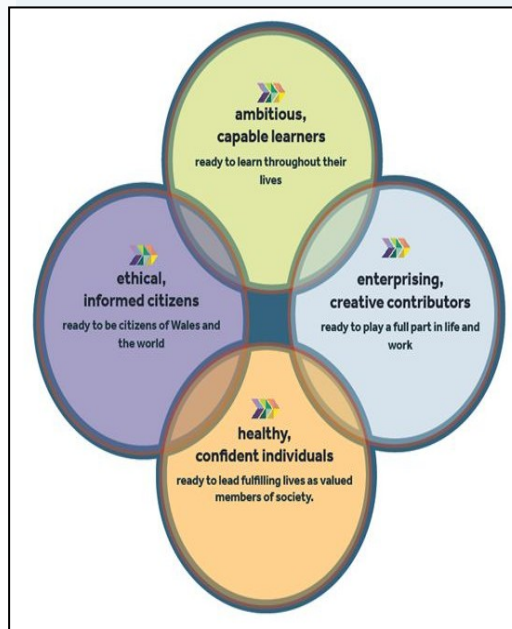 ambitious,
capable learners
ready to learn throughout their
lives
ethical,
informed citizens
ready to be citizens of Wales and
the world
enterprising,
creative contributors
ready to play a full part in life and
work
healthy,
confident individuals
ready to lead fulfilling lives as valued
members of society.